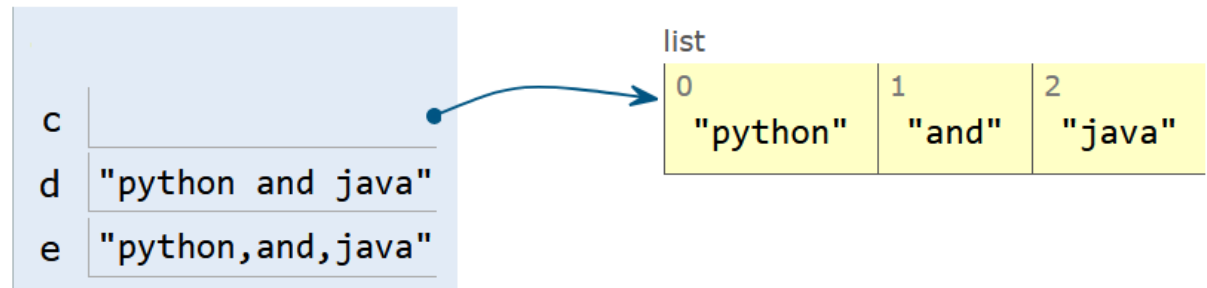 list
0 1 2
"python" "and" "java"
c
d "python and java"
e "python,and,java"